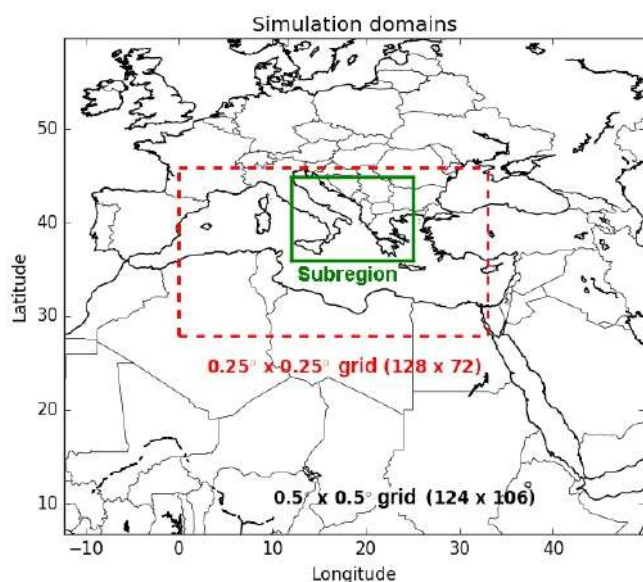 Simulation domains
50
40
30
20
10
Latitude
Subregion
0.25° x 0.25° grid (128 x 72)
0.5° x 0.5° grid (124 x 106)
−10 0 10 20 30 40
Longitude